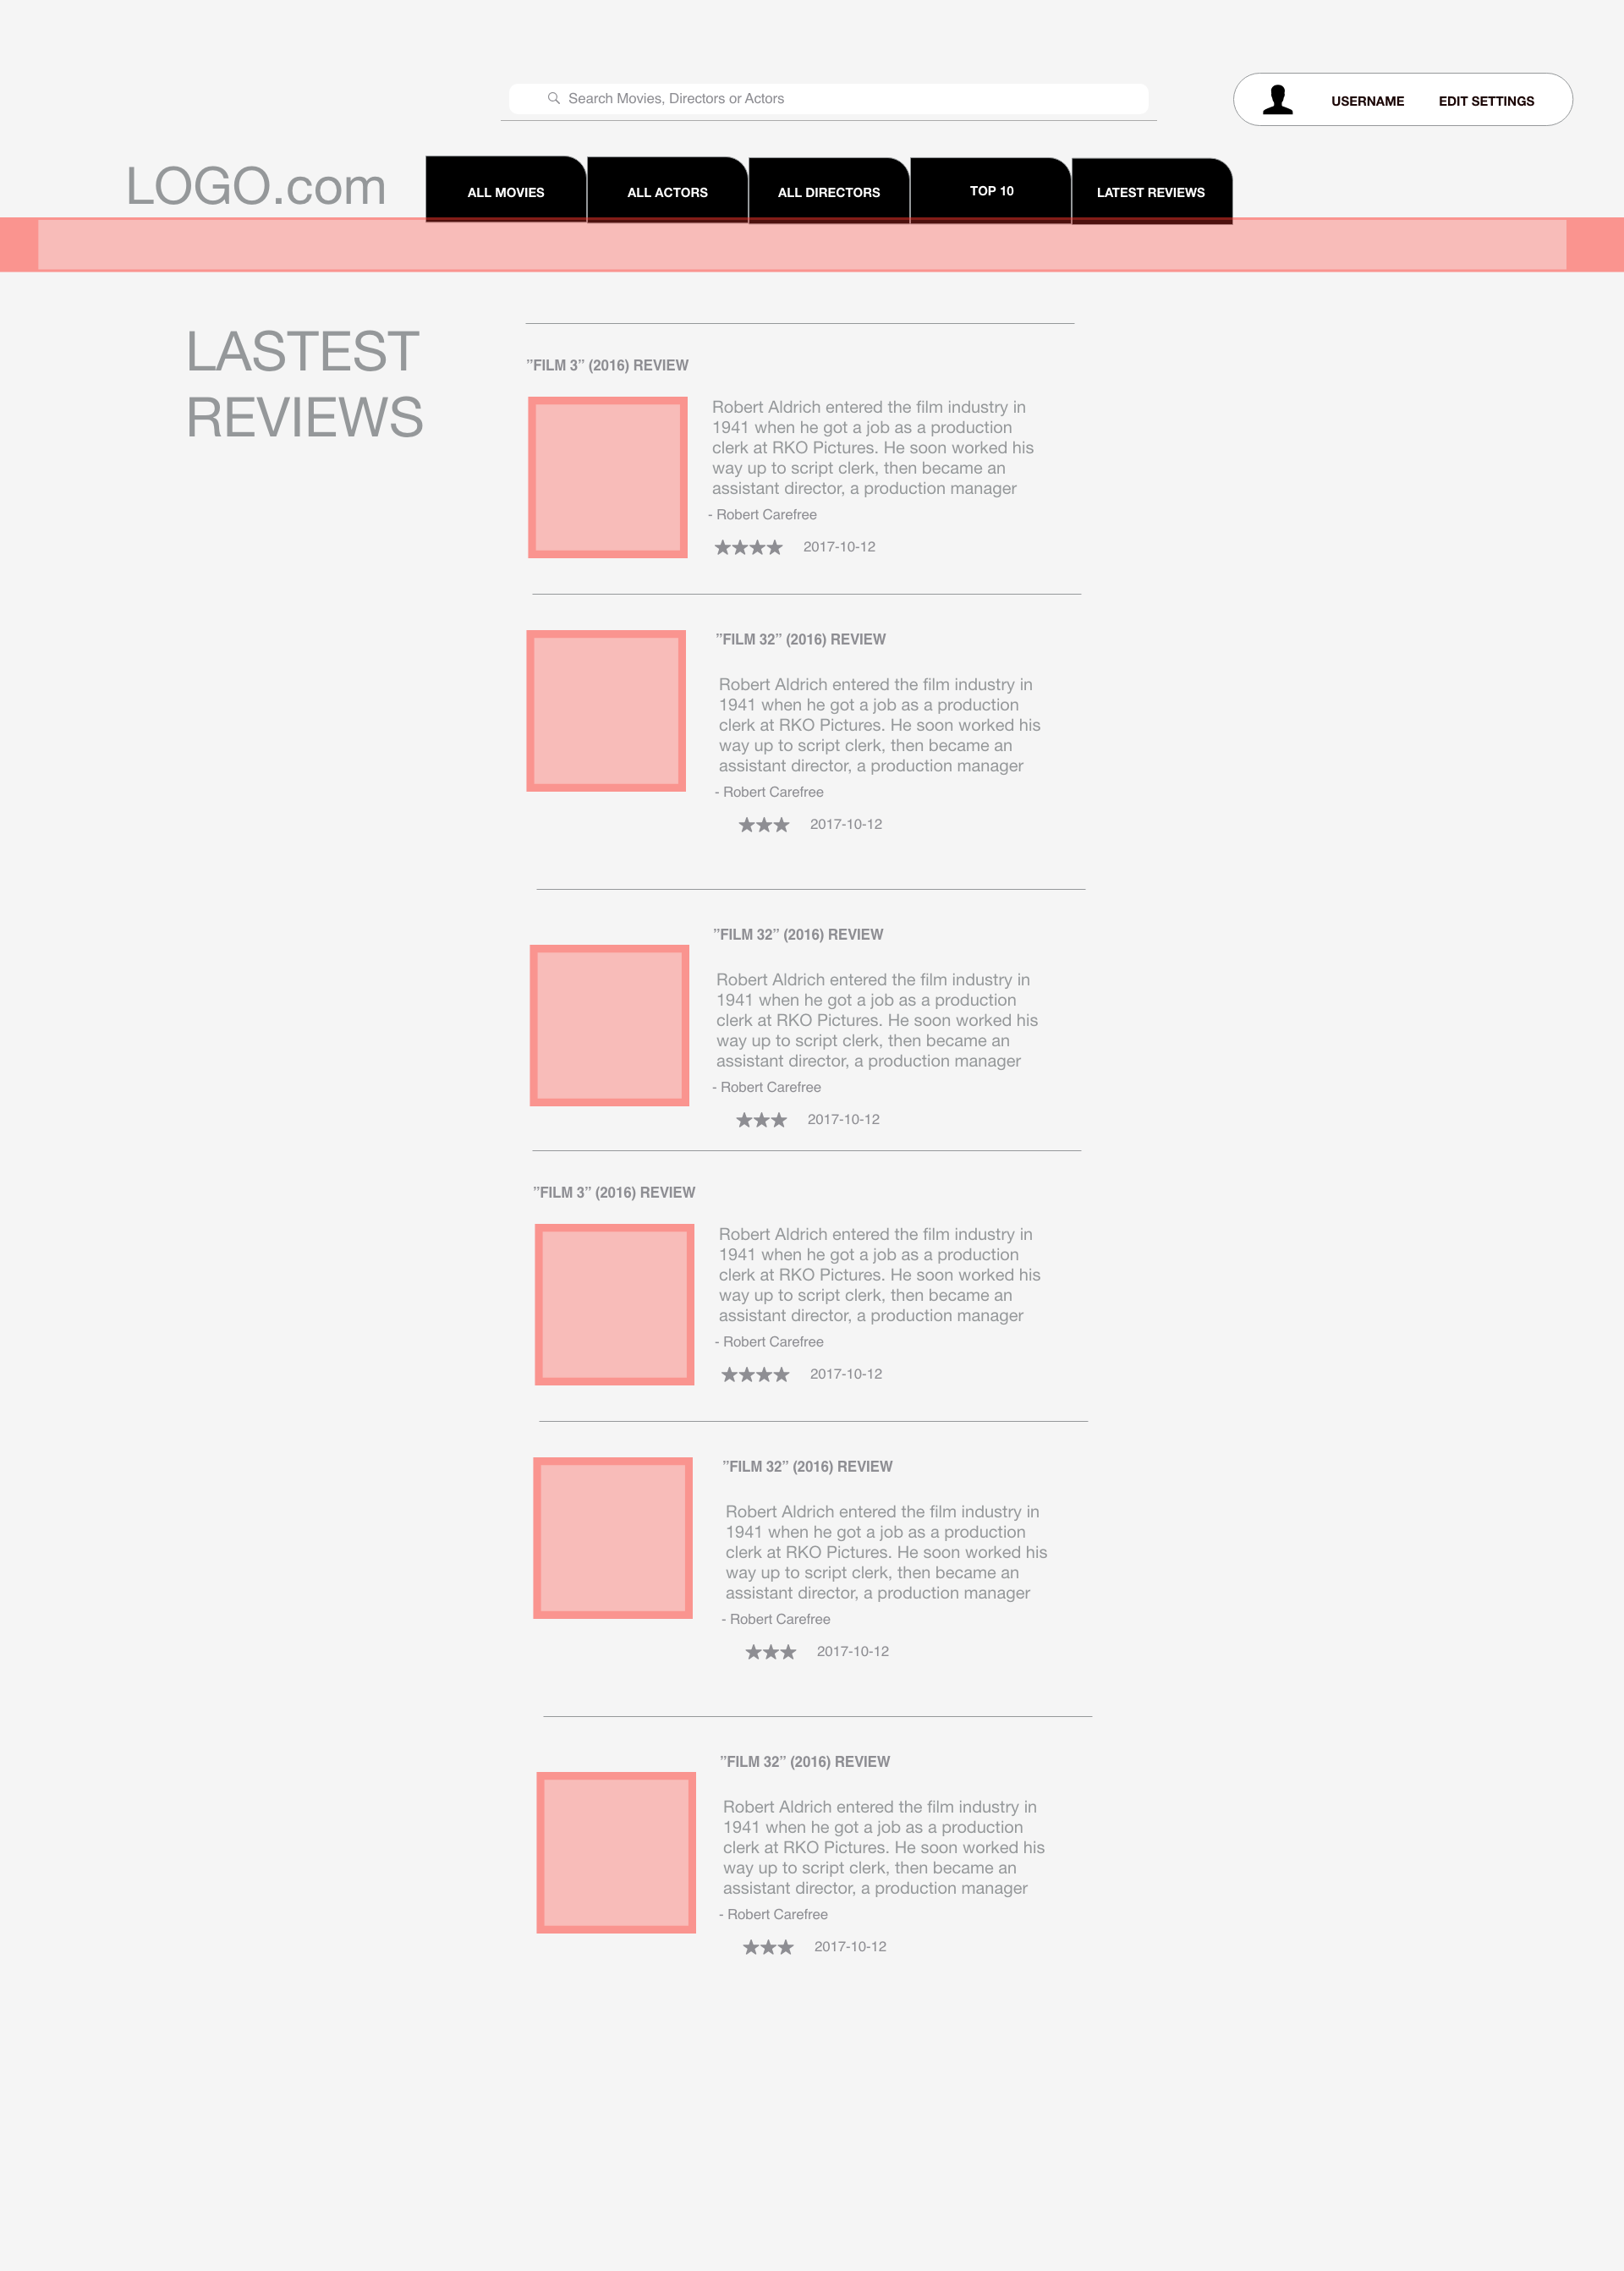 Search Movies, Directors or Actors
USERNAME EDIT SETTINGS
LOGO.com
ALL MOVIES ALL ACTORS ALL DIRECTORS TOP 10 LATEST REVIEWS
LASTEST
REVIEWS
”FILM 3” (2016) REVIEW
Robert Aldrich entered the film industry in
1941 when he got a job as a production
clerk at RKO Pictures. He soon worked his
way up to script clerk, then became an
assistant director, a production manager
- Robert Carefree
★★★★ 2017-10-12
”FILM 32” (2016) REVIEW
Robert Aldrich entered the film industry in
1941 when he got a job as a production
clerk at RKO Pictures. He soon worked his
way up to script clerk, then became an
assistant director, a production manager
- Robert Carefree
★★★ 2017-10-12
”FILM 32” (2016) REVIEW
Robert Aldrich entered the film industry in
1941 when he got a job as a production
clerk at RKO Pictures. He soon worked his
way up to script clerk, then became an
assistant director, a production manager
- Robert Carefree
★★★ 2017-10-12
”FILM 3” (2016) REVIEW
Robert Aldrich entered the film industry in
1941 when he got a job as a production
clerk at RKO Pictures. He soon worked his
way up to script clerk, then became an
assistant director, a production manager
- Robert Carefree
★★★★ 2017-10-12
”FILM 32” (2016) REVIEW
Robert Aldrich entered the film industry in
1941 when he got a job as a production
clerk at RKO Pictures. He soon worked his
way up to script clerk, then became an
assistant director, a production manager
- Robert Carefree
★★★ 2017-10-12
”FILM 32” (2016) REVIEW
Robert Aldrich entered the film industry in
1941 when he got a job as a production
clerk at RKO Pictures. He soon worked his
way up to script clerk, then became an
assistant director, a production manager
- Robert Carefree
★★★ 2017-10-12